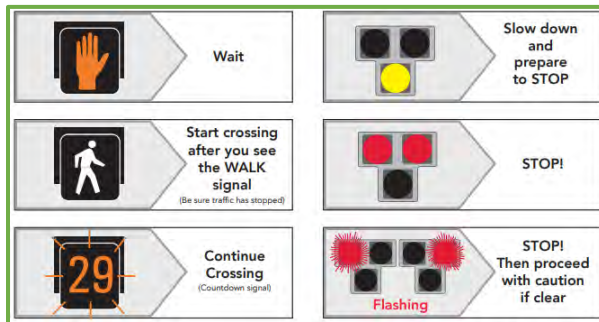 Wait
Slow down
and
prepare
to STOP
Start crossing
after you see
the WALK
signal
(Be sure traffic has stopped)
STOP!
29
Continue
Crossing
(Countdown signal)
Flashing
STOP!
Then proceed
with caution
if clear